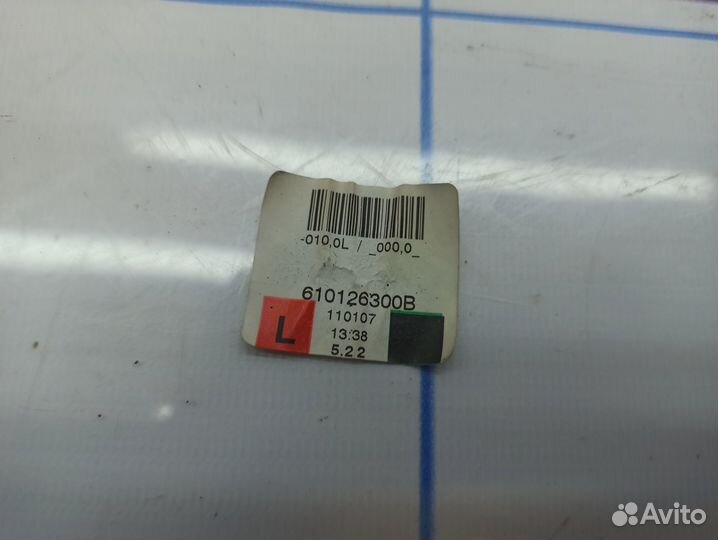 -010,0L / _000,0_
610126300B
L
110107
13:38
5.2 2
Avito